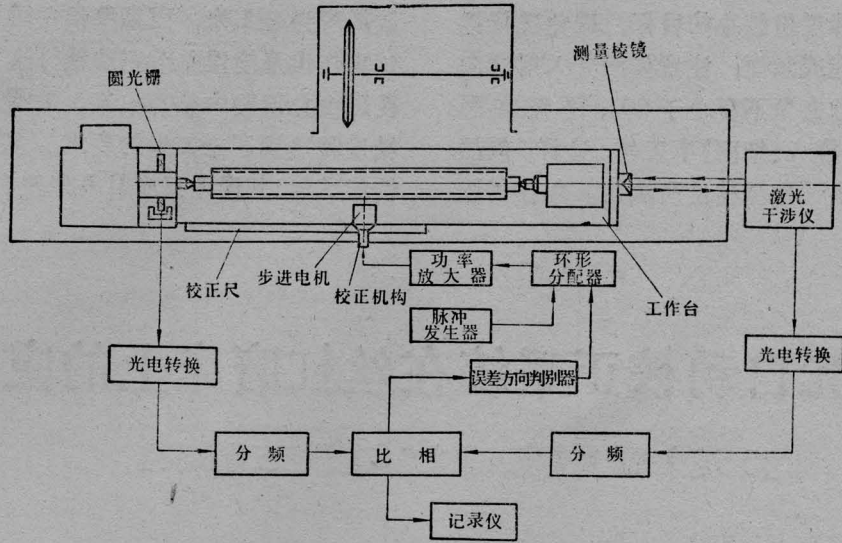 圆光栅
测量棱镜
激光
干涉仪
校正尺
步进电机
校正机构
功率
放大器
环形
分配器
工作台
脉冲
发生器
光电转换
误差方向判别器
光电转换
分频
比相
分频
记录仪